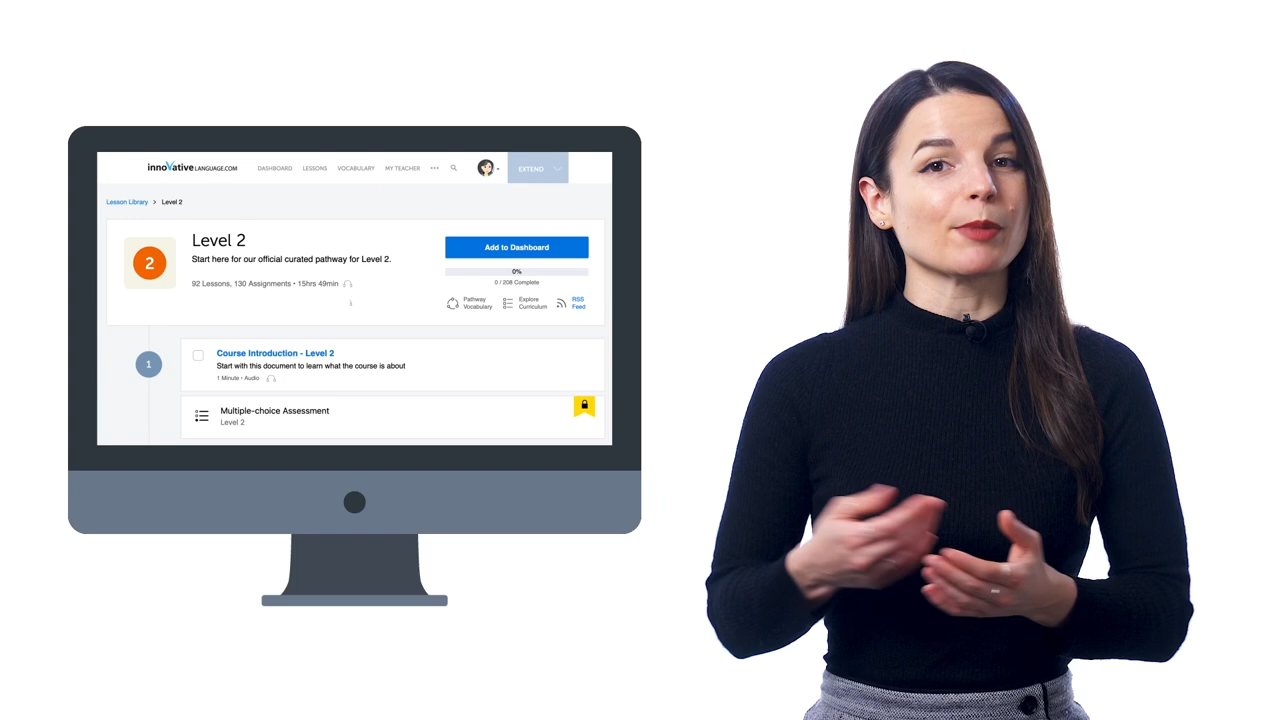 innoVative LANGUAGE.COM
DASHBOARD LESSONS VOCABULARY MY TEACHER ••• EXTEND
Lesson Library > Level 2
2
Level 2
Start here for our official curated pathway for Level 2.
92 Lessons, 130 Assignments • 15hrs 49min
Add to Dashboard
0%
0 / 208 Complete
Pathway Vocabulary
Explore Curriculum
RSS Feed
1
Course Introduction - Level 2
Start with this document to learn what the course is about
1 Minute • Audio
Multiple-choice Assessment
Level 2